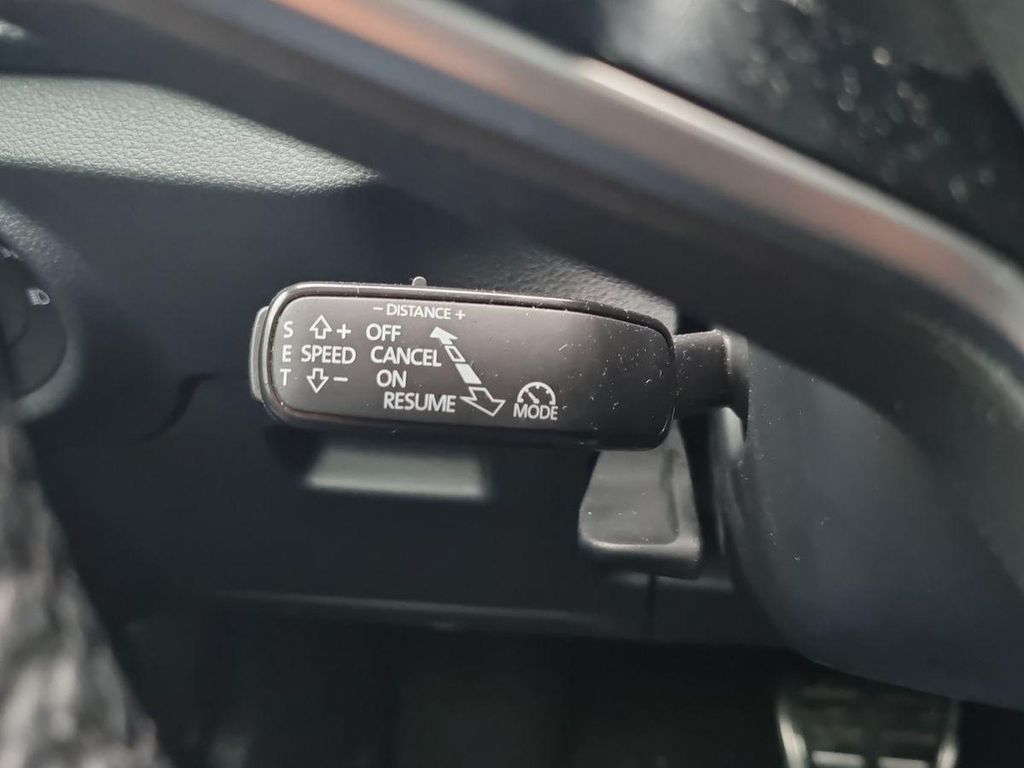 − DISTANCE +
S + OFF
E SPEED CANCEL
T − ON
RESUME
MODE